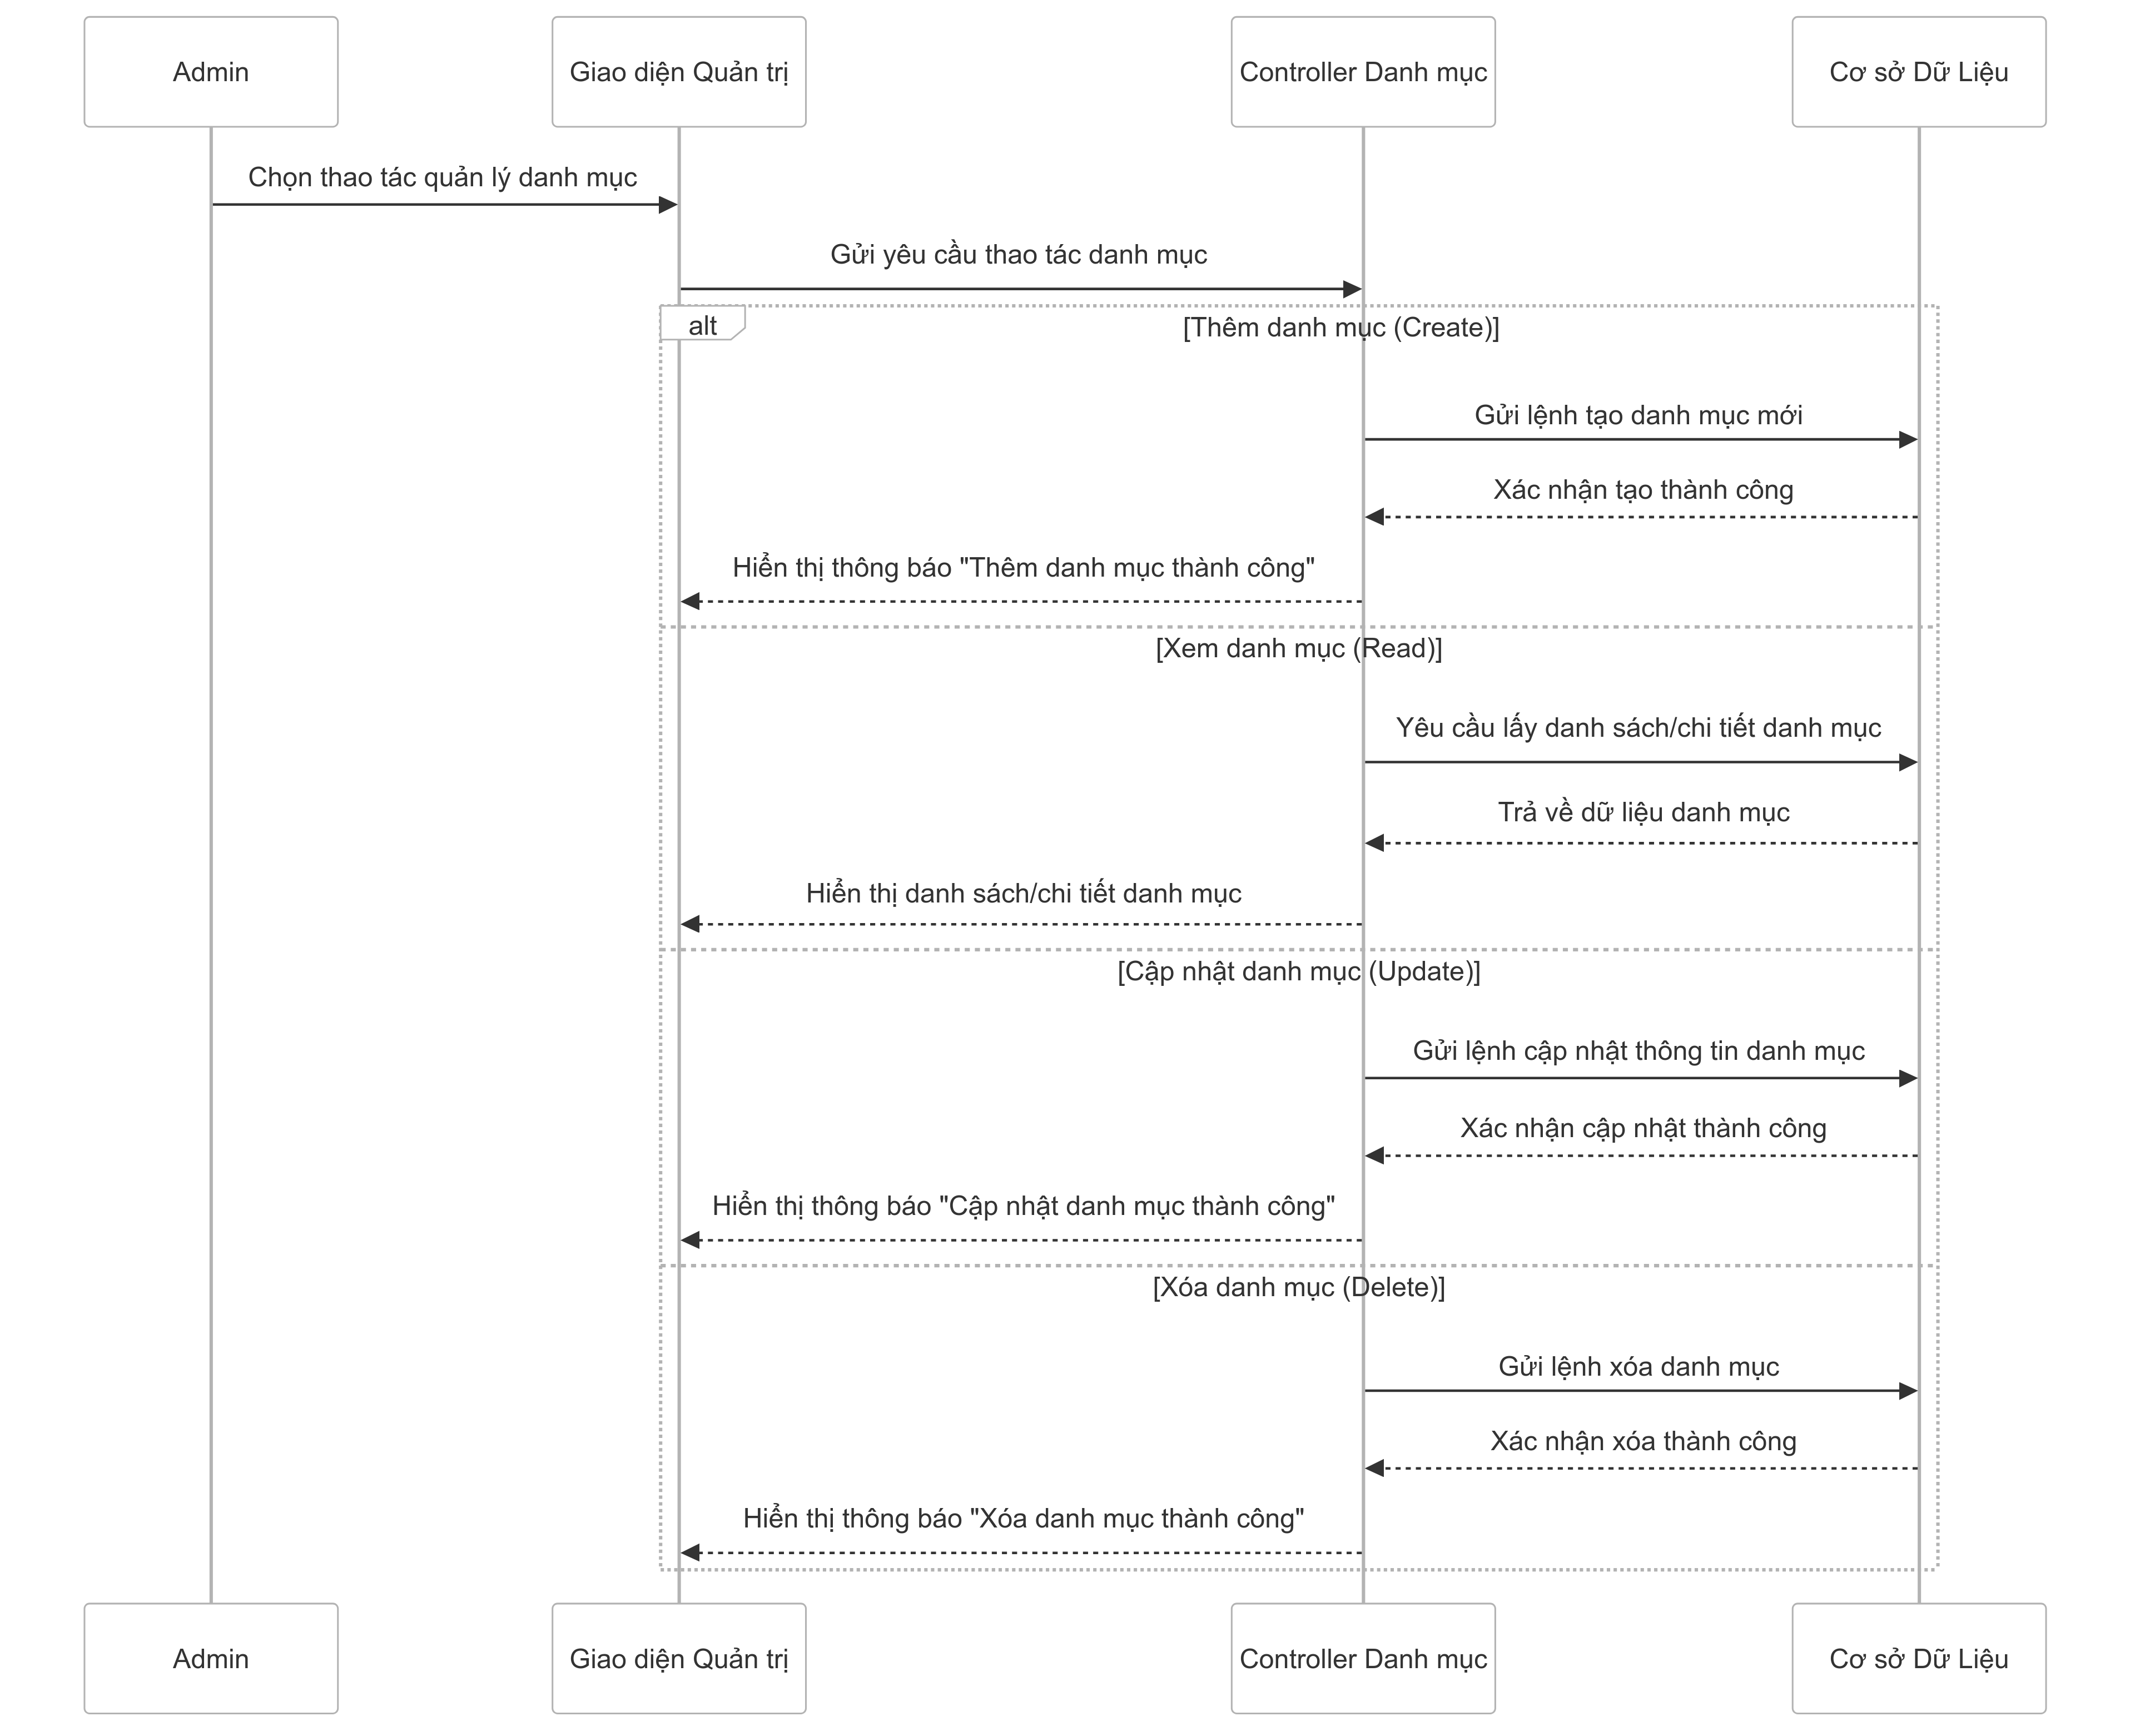 Admin
Giao diện Quản trị
Controller Danh mục
Cơ sở Dữ Liệu
Chọn thao tác quản lý danh mục
Gửi yêu cầu thao tác danh mục
alt
[Thêm danh mục (Create)]
Gửi lệnh tạo danh mục mới
Xác nhận tạo thành công
Hiển thị thông báo "Thêm danh mục thành công"
[Xem danh mục (Read)]
Yêu cầu lấy danh sách/chi tiết danh mục
Trả về dữ liệu danh mục
Hiển thị danh sách/chi tiết danh mục
[Cập nhật danh mục (Update)]
Gửi lệnh cập nhật thông tin danh mục
Xác nhận cập nhật thành công
Hiển thị thông báo "Cập nhật danh mục thành công"
[Xóa danh mục (Delete)]
Gửi lệnh xóa danh mục
Xác nhận xóa thành công
Hiển thị thông báo "Xóa danh mục thành công"
Admin
Giao diện Quản trị
Controller Danh mục
Cơ sở Dữ Liệu